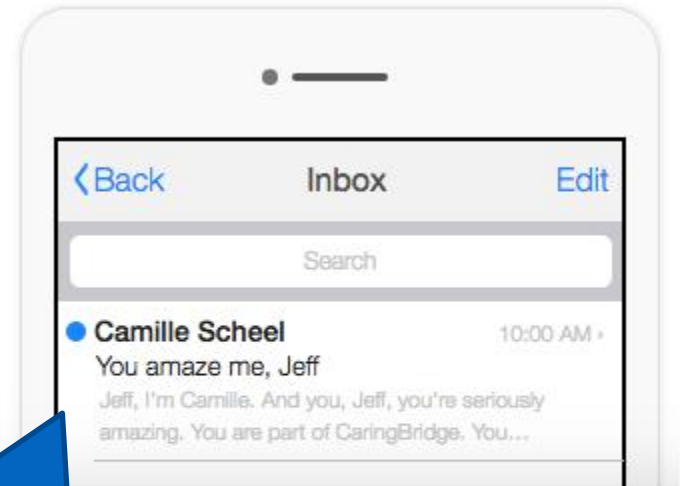 Back Inbox Edit
Search
Camille Scheel 10:00 AM
You amaze me, Jeff
Jeff, I'm Camille. And you, Jeff, you're seriously
amazing. You are part of CaringBridge. You...